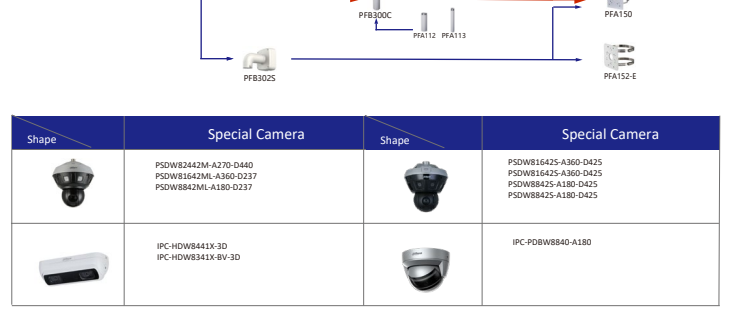 PFB300C
PFA150
PFA112 PFA113
PFB302S
PFA152-E
Shape
Special Camera
Shape
Special Camera
PSDW82442M-A270-D440
PSDW81642ML-A360-D237
PSDW8842ML-A180-D237
PSDW81642S-A360-D425
PSDW81642S-A360-D425
PSDW8842S-A180-D425
PSDW8842S-A180-D425
IPC-HDW8441X-3D
IPC-HDW8341X-BV-3D
IPC-PDBW8840-A180